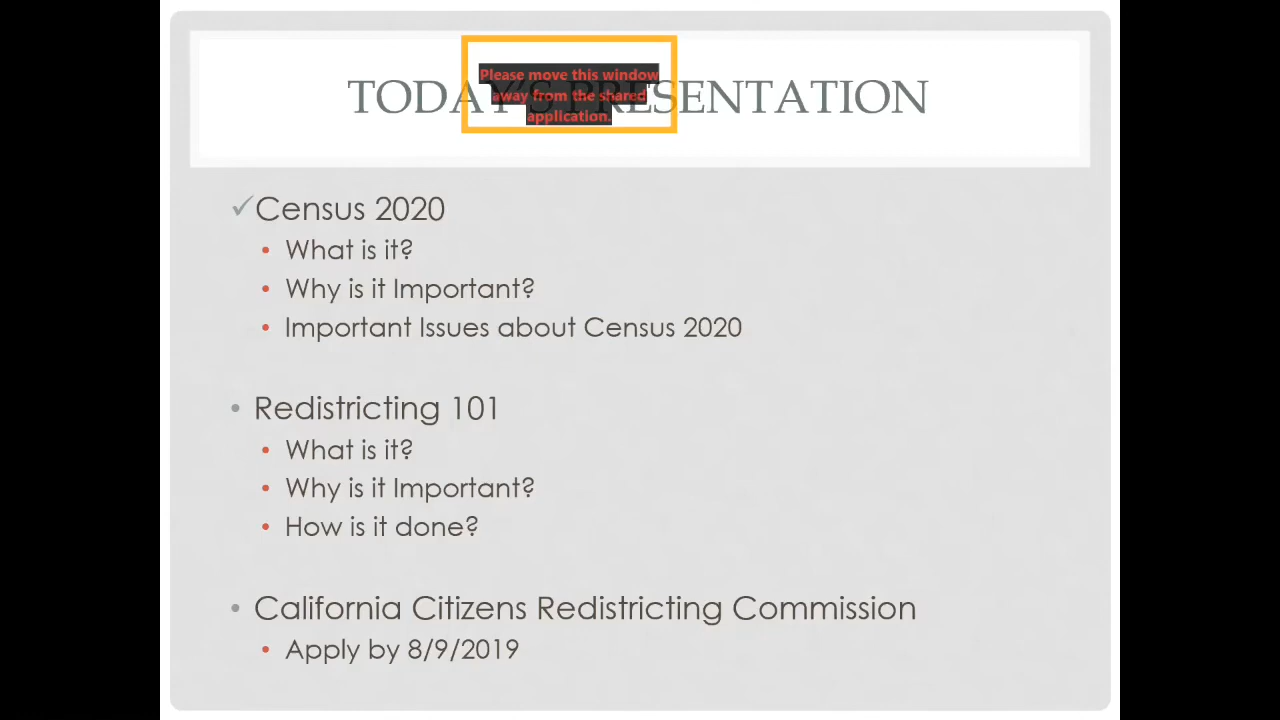 TODAY'S PRESENTATION
Please move this window
away from the shared
application.
Census 2020
What is it?
Why is it Important?
Important Issues about Census 2020
Redistricting 101
What is it?
Why is it Important?
How is it done?
California Citizens Redistricting Commission
Apply by 8/9/2019